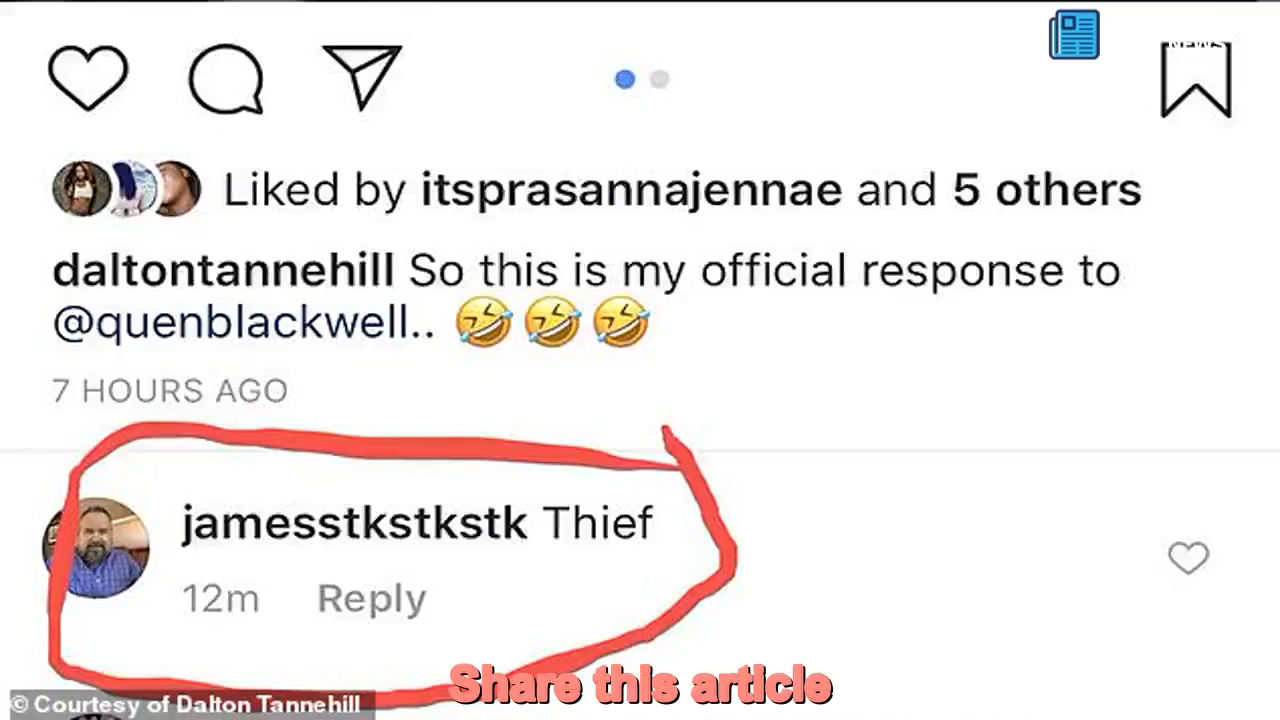 NEWS
Liked by itsprasannajennae and 5 others
daltontannehill So this is my official response to
@quenblackwell.. 🤣🤣🤣
7 HOURS AGO
jamesstkstkstk Thief
12m Reply
Share this article
© Courtesy of Dalton Tannehill